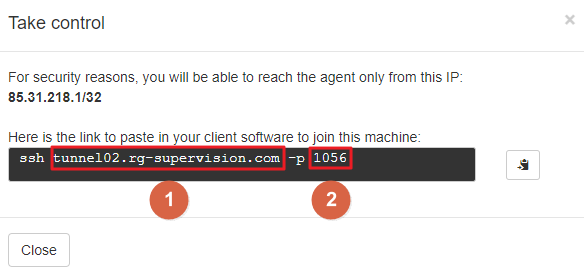 Take control
×
For security reasons, you will be able to reach the agent only from this IP:
85.31.218.1/32
Here is the link to paste in your client software to join this machine:
ssh tunnel02.rg-supervision.com -p 1056
1 2
Close